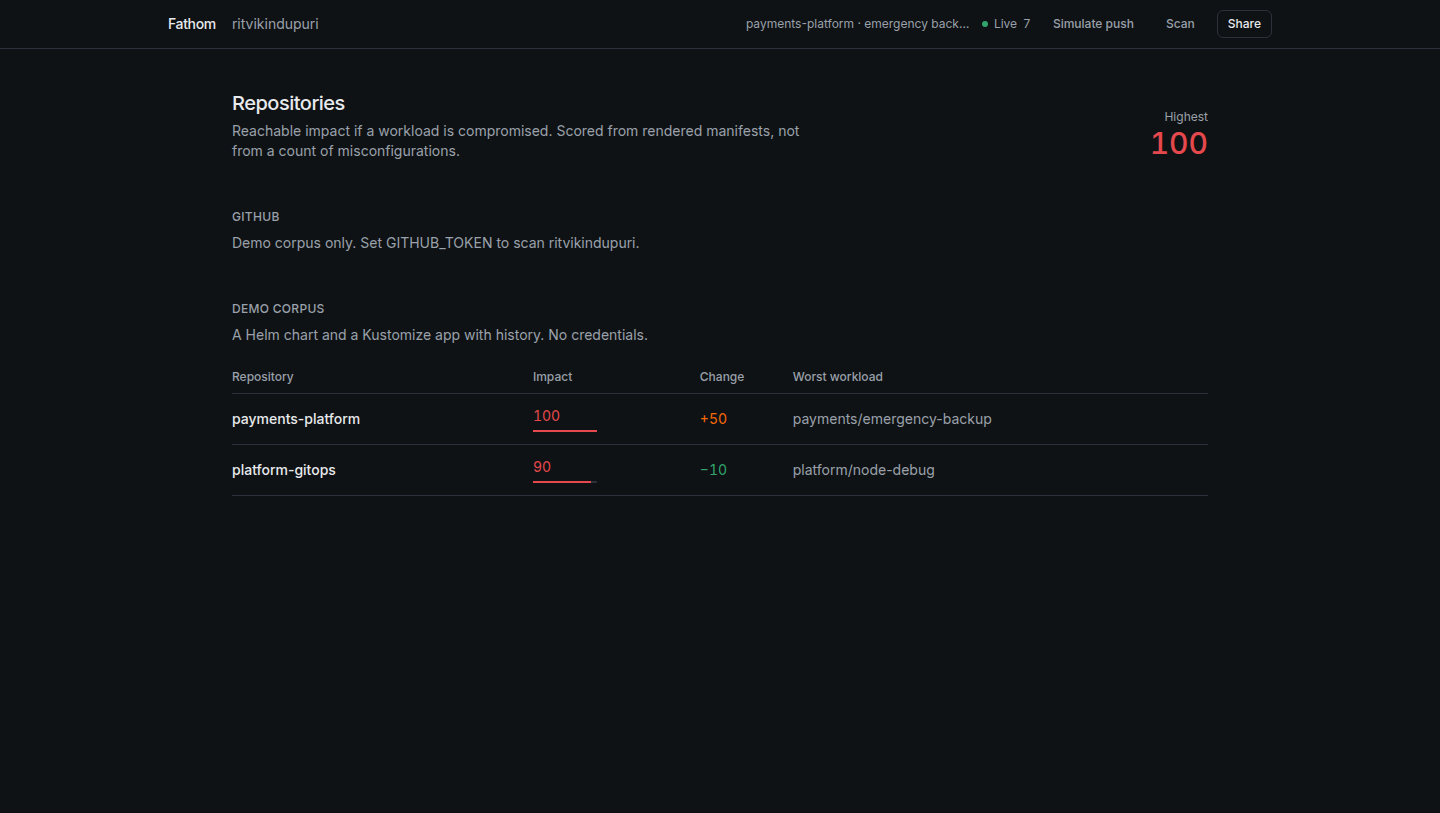 Fathom ritvikindupuri payments-platform · emergency back... Live 7 Simulate push Scan Share
Repositories
Reachable impact if a workload is compromised. Scored from rendered manifests, not
from a count of misconfigurations.
Highest
100
GITHUB
Demo corpus only. Set GITHUB_TOKEN to scan ritvikindupuri.
DEMO CORPUS
A Helm chart and a Kustomize app with history. No credentials.
Repository Impact Change Worst workload
payments-platform 100 +50 payments/emergency-backup
platform-gitops 90 −10 platform/node-debug